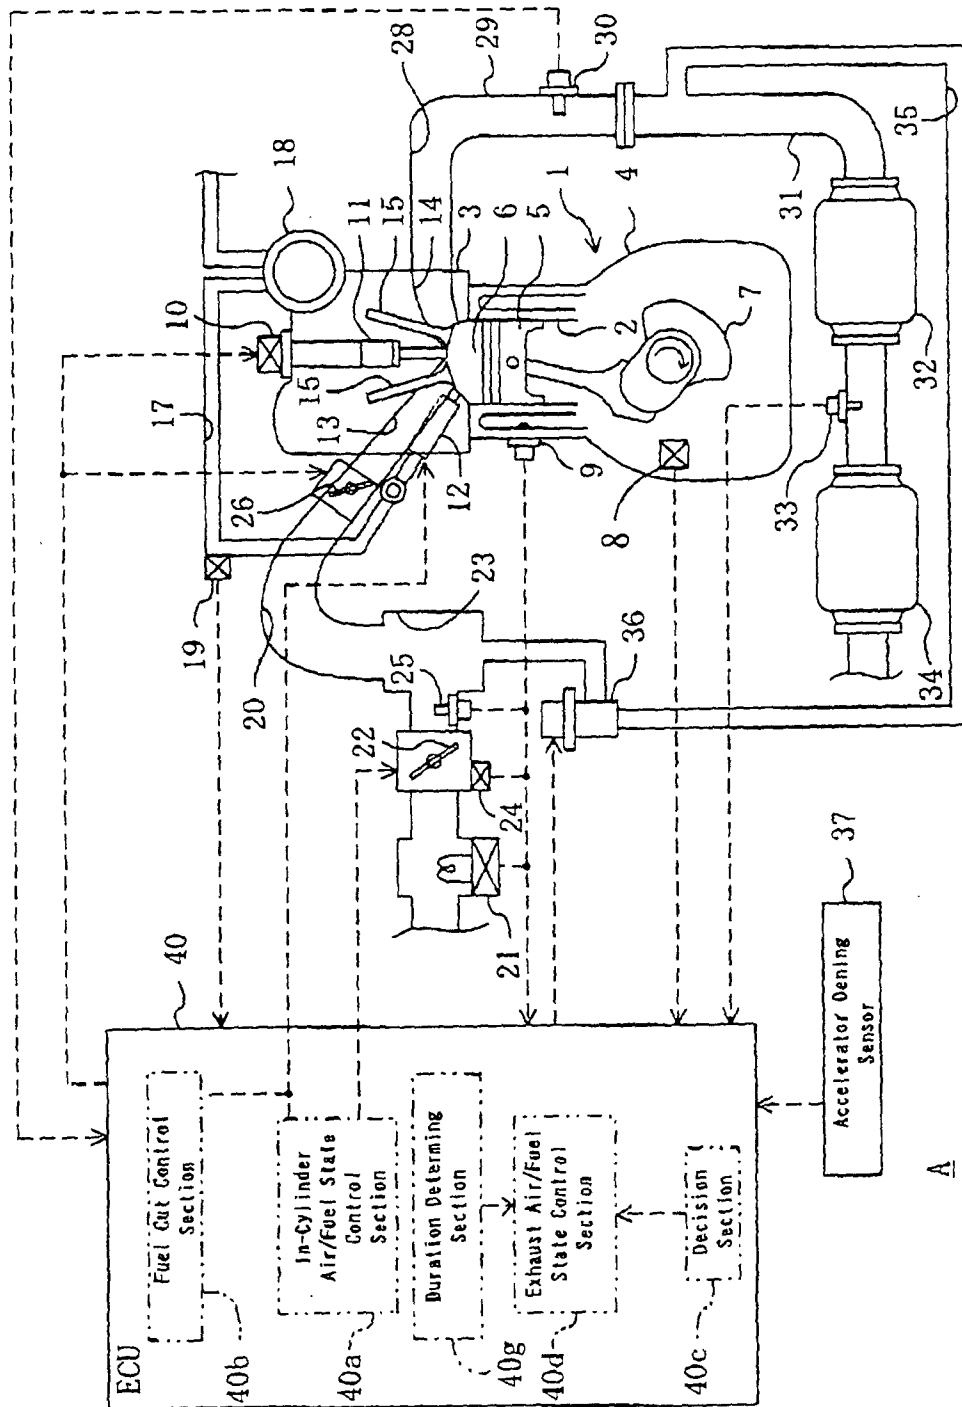 30
29
28
18
10
11
15
14
3
6
5
1
4
35
31
17
15
13
2
7
26
12
9
8
32
33
19
20
23
25
36
34
22
24
21
40
37
ECU
Fuel Cut Control
Section
40b
In-Cylinder
Air/Fuel State
Control
Section
40a
Duration Determing
Section
40g
Exhaust Air/Fuel
State Control
Section
40d
Decision
Section
40c
Accelerator Oening
Sensor
A